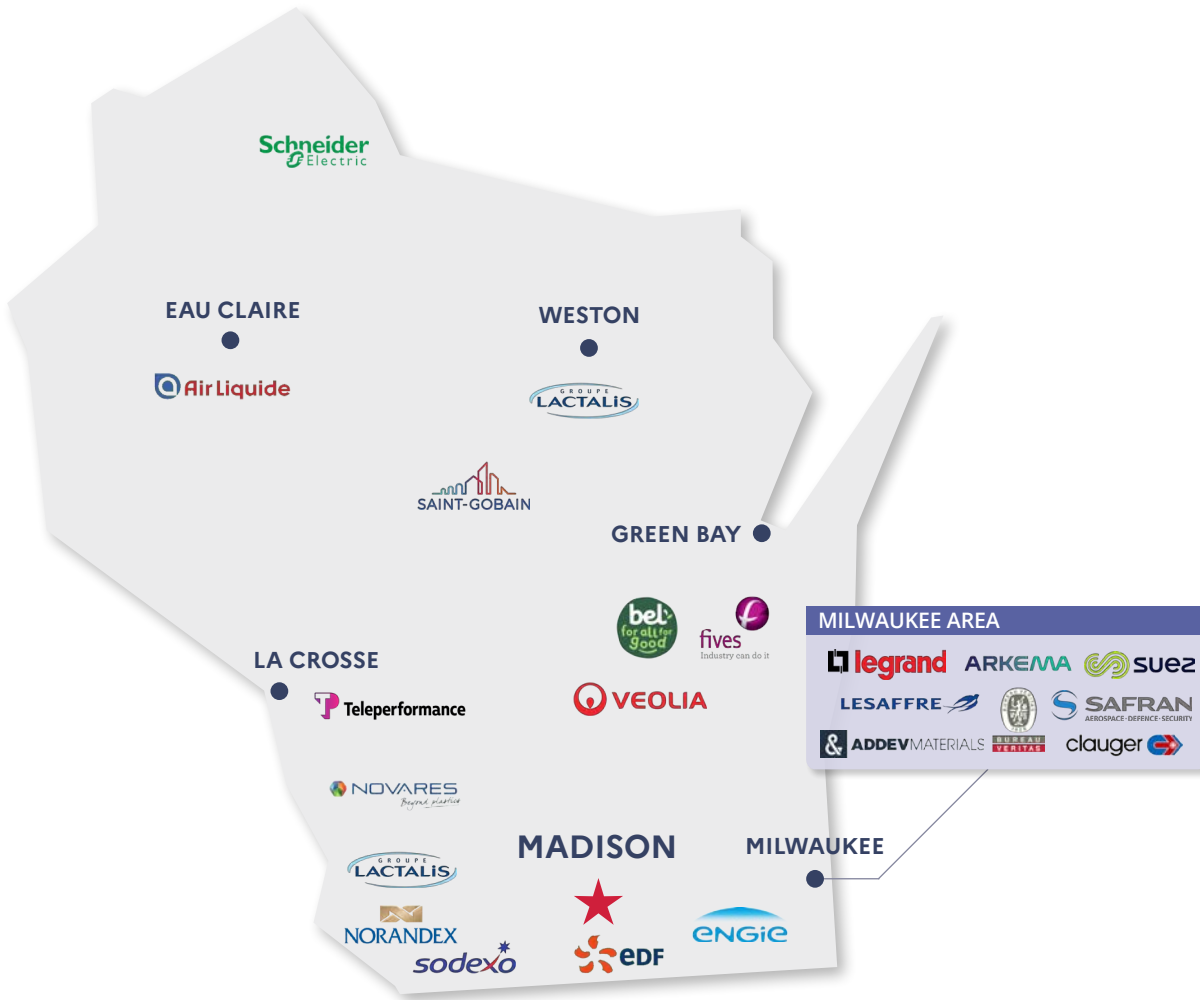 Schneider
Electric
EAU CLAIRE
Air Liquide
WESTON
GROUPE
LACTALIS
SAINT-GOBAIN
GREEN BAY
bel
for all for
good
fives
Industry can do it
VEOLIA
LA CROSSE
Teleperformance
MILWAUKEE AREA
legrand
ARKEMA
suez
LESAFFRE
SAFRAN
AEROSPACE · DEFENCE · SECURITY
& ADDEVMATERIALS
BUREAU
VERITAS
clauger
NOVARES
Beyond plastics
MADISON
MILWAUKEE
GROUPE
LACTALIS
NORANDEX
sodexo
eDF
ENGIE